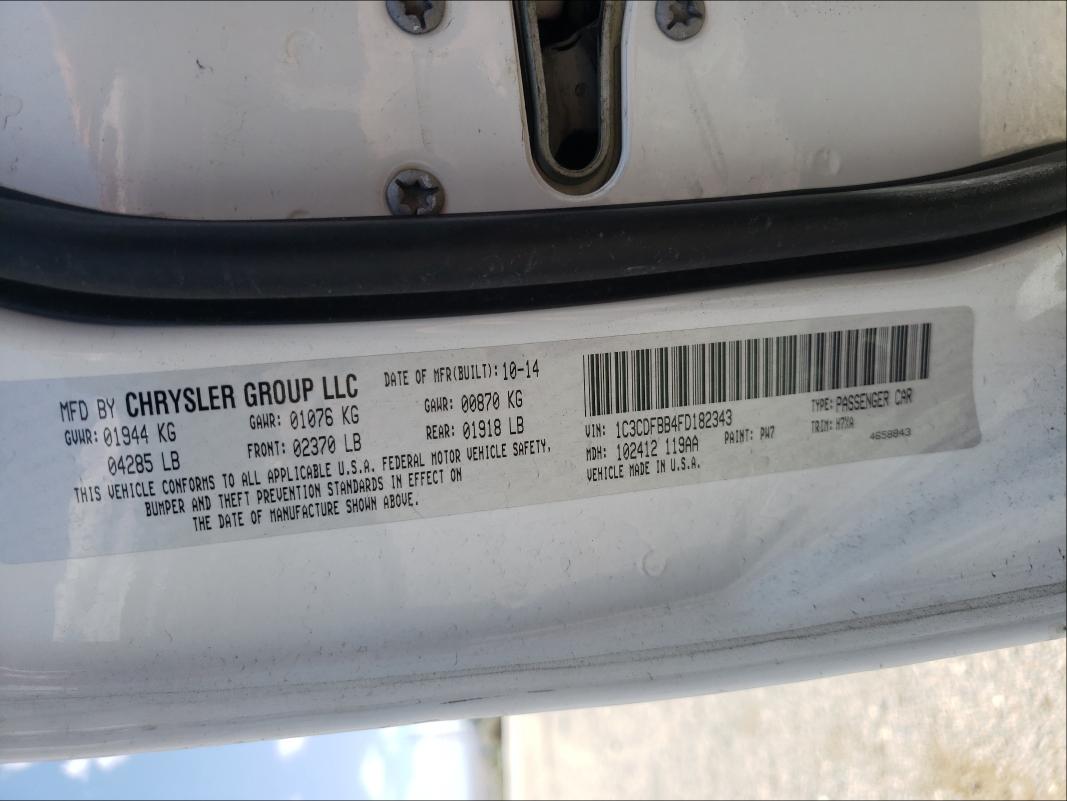 MFD BY CHRYSLER GROUP LLC DATE OF MFR(BUILT): 10-14
GVWR: 01944 KG GAWR: 01076 KG GAWR: 00870 KG
04285 LB FRONT: 02370 LB REAR: 01918 LB
THIS VEHICLE CONFORMS TO ALL APPLICABLE U.S.A. FEDERAL MOTOR VEHICLE SAFETY,
BUMPER AND THEFT PREVENTION STANDARDS IN EFFECT ON
THE DATE OF MANUFACTURE SHOWN ABOVE.
VIN: 1C3CDFBB4FD182343 TYPE: PASSENGER CAR
MDH: 102412 119AA PAINT: PW7 TRIM: H7XA
VEHICLE MADE IN U.S.A. 4658043